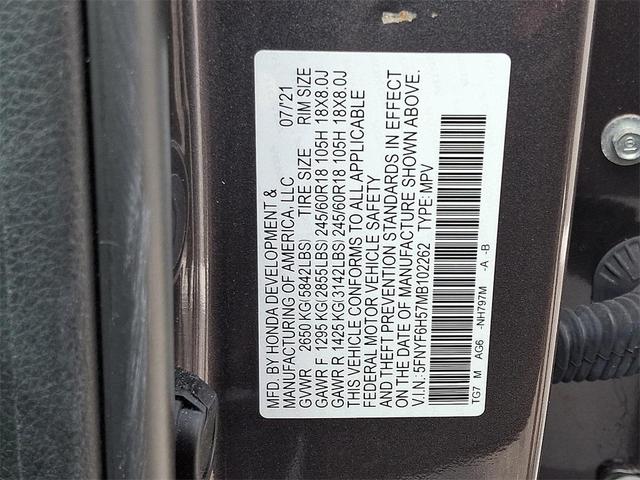 MFD. BY HONDA DEVELOPMENT &
MANUFACTURING OF AMERICA, LLC 07/'21
GVWR 2650 KG(5842LBS) TIRE SIZE RIM SIZE
GAWR F 1295 KG(2855LBS) 245/60R18 105H 18X8.0J
GAWR R 1425 KG(3142LBS) 245/60R18 105H 18X8.0J
THIS VEHICLE CONFORMS TO ALL APPLICABLE
FEDERAL MOTOR VEHICLE SAFETY
AND THEFT PREVENTION STANDARDS IN EFFECT
ON THE DATE OF MANUFACTURE SHOWN ABOVE.
V.I.N.: 5FNYF6H57MB102262 TYPE: MPV
TG7 M AG6 -NH797M -A -B